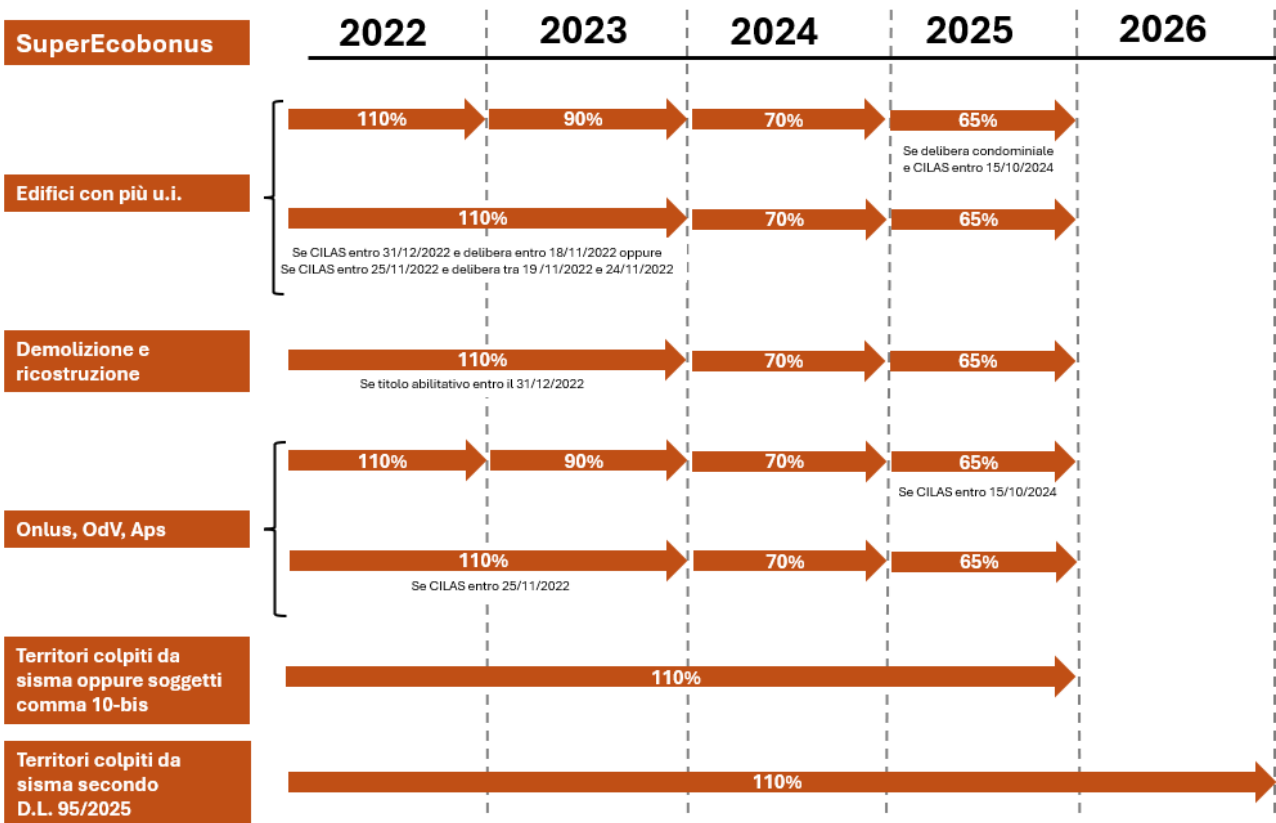 SuperEcobonus
2022 2023 2024 2025 2026
110% 90% 70% 65%
Se delibera condominiale
e CILAS entro 15/10/2024
Edifici con più u.i.
110% 70% 65%
Se CILAS entro 31/12/2022 e delibera entro 18/11/2022 oppure
Se CILAS entro 25/11/2022 e delibera tra 19 /11/2022 e 24/11/2022
Demolizione e
ricostruzione
110% 70% 65%
Se titolo abilitativo entro il 31/12/2022
110% 90% 70% 65%
Se CILAS entro 15/10/2024
Onlus, OdV, Aps
110% 70% 65%
Se CILAS entro 25/11/2022
Territori colpiti da
sisma oppure soggetti
comma 10-bis
110%
Territori colpiti da
sisma secondo
D.L. 95/2025
110%